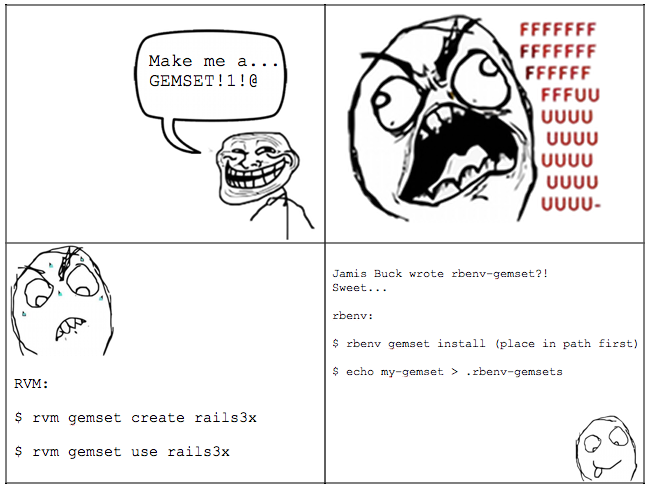 Make me a...
GEMSET!1!@
FFFFFFF
FFFFFFF
FFFFFF
FFFUU
UUUU
UUUU
UUUU
UUUU
UUUU-
RVM:
$ rvm gemset create rails3x
$ rvm gemset use rails3x
Jamis Buck wrote rbenv-gemset?!
Sweet...
rbenv:
$ rbenv gemset install (place in path first)
$ echo my-gemset > .rbenv-gemsets